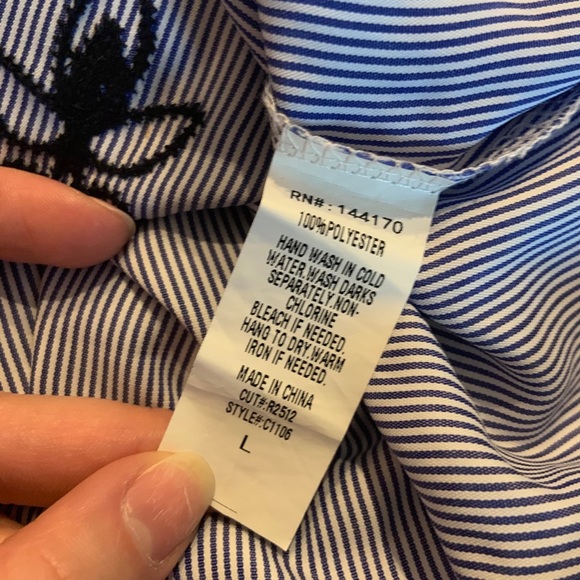 RN#: 144170
100%POLYESTER
HAND WASH IN COLD
WATER.WASH DARKS
SEPARATELY.NON-
CHLORINE
BLEACH IF NEEDED
HANG TO DRY.WARM
IRON IF NEEDED.
MADE IN CHINA
CUT#:R2512
STYLE#:C1106
L